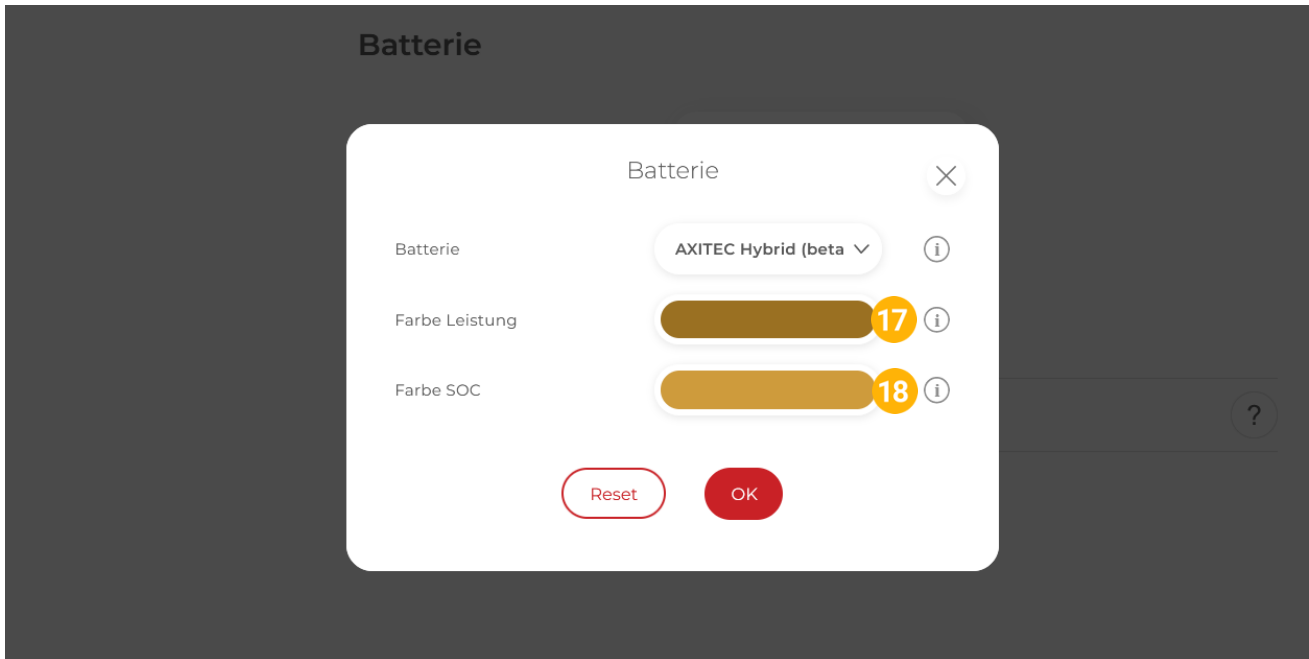 Batterie
Batterie
Batterie
AXITEC Hybrid (beta
i
Farbe Leistung
17
i
Farbe SOC
18
i
?
Reset
OK